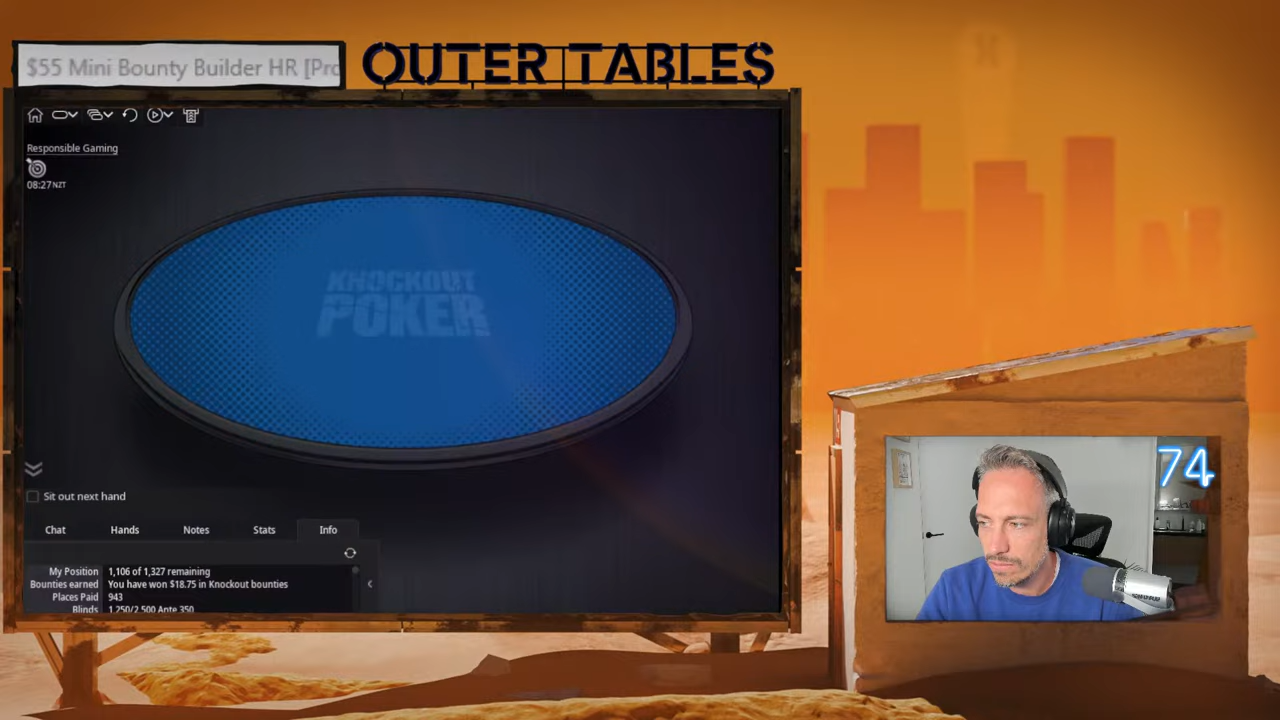 $55 Mini Bounty Builder HR [Pro
OUTER TABLES
Responsible Gaming
08:27 NZT
KNOCKOUT
POKER
Sit out next hand
Chat Hands Notes Stats Info
My Position 1,106 of 1,327 remaining
Bounties earned You have won $18.75 in Knockout bounties
Places Paid 943
Blinds 1,250/2,500 Ante 350
74